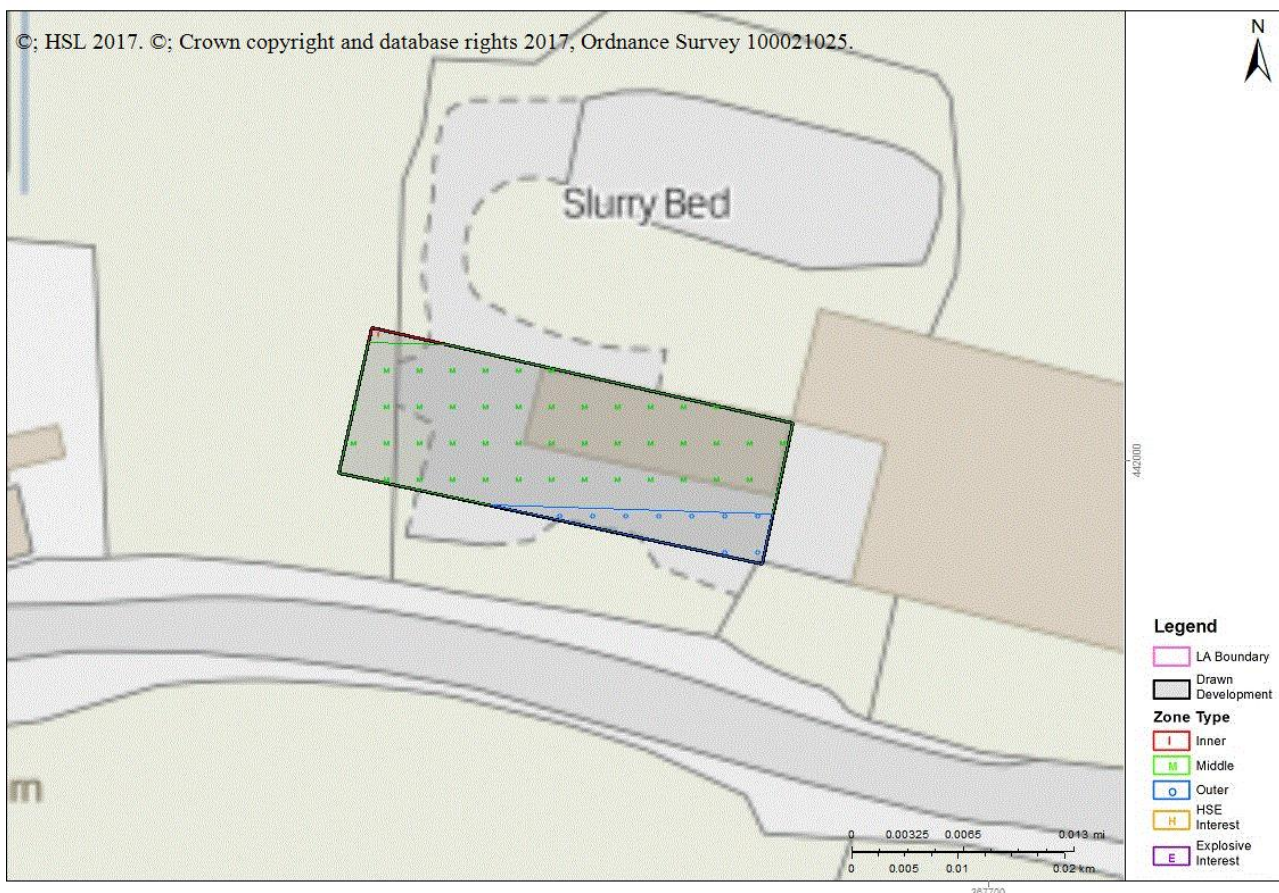 ©; HSL 2017. ©; Crown copyright and database rights 2017, Ordnance Survey 100021025.
N
Slurry Bed
m
442000
Legend
LA Boundary
Drawn
Development
Zone Type
I Inner
M Middle
O Outer
H HSE
Interest
E Explosive
Interest
0 0.00325 0.0065 0.013 mi
0 0.005 0.01 0.02 km
367700